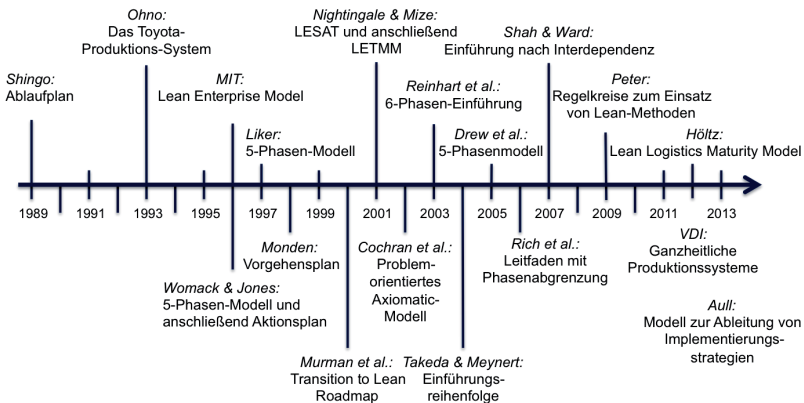 Shingo:
Ablaufplan
Ohno:
Das Toyota-
Produktions-System
MIT:
Lean Enterprise Model
Liker:
5-Phasen-Modell
Nightingale & Mize:
LESAT und anschließend
LETMM
Reinhart et al.:
6-Phasen-Einführung
Drew et al.:
5-Phasenmodell
Shah & Ward:
Einführung nach Interdependenz
Peter:
Regelkreise zum Einsatz
von Lean-Methoden
Höltz:
Lean Logistics Maturity Model
1989 1991 1993 1995 1997 1999 2001 2003 2005 2007 2009 2011 2013
Womack & Jones:
5-Phasen-Modell und
anschließend Aktionsplan
Monden:
Vorgehensplan
Murman et al.:
Transition to Lean
Roadmap
Cochran et al.:
Problem-
orientiertes
Axiomatic-
Modell
Takeda & Meynert:
Einführungs-
reihenfolge
Rich et al.:
Leitfaden mit
Phasenabgrenzung
VDI:
Ganzheitliche
Produktionssysteme
Aull:
Modell zur Ableitung von
Implementierungs-
strategien